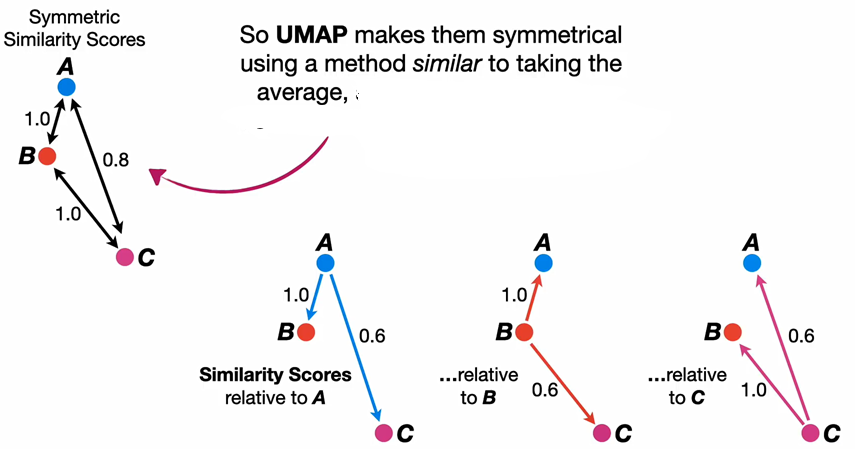 Symmetric
Similarity Scores
A
1.0
B
0.8
1.0
C
So UMAP makes them symmetrical
using a method similar to taking the
average,
A
1.0
B
0.6
Similarity Scores
relative to A
C
A
1.0
B
...relative
to B
0.6
C
A
B
0.6
...relative
to C
1.0
C